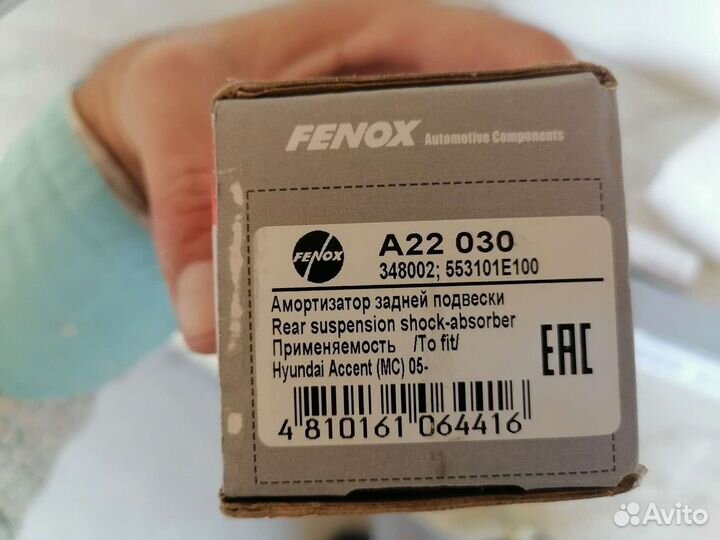 FENOX Automotive Components
FENOX
A22 030
348002; 553101E100
Амортизатор задней подвески
Rear suspension shock-absorber
Применяемость /To fit/
Hyundai Accent (MC) 05-
EAC
4 810161 064416
Avito